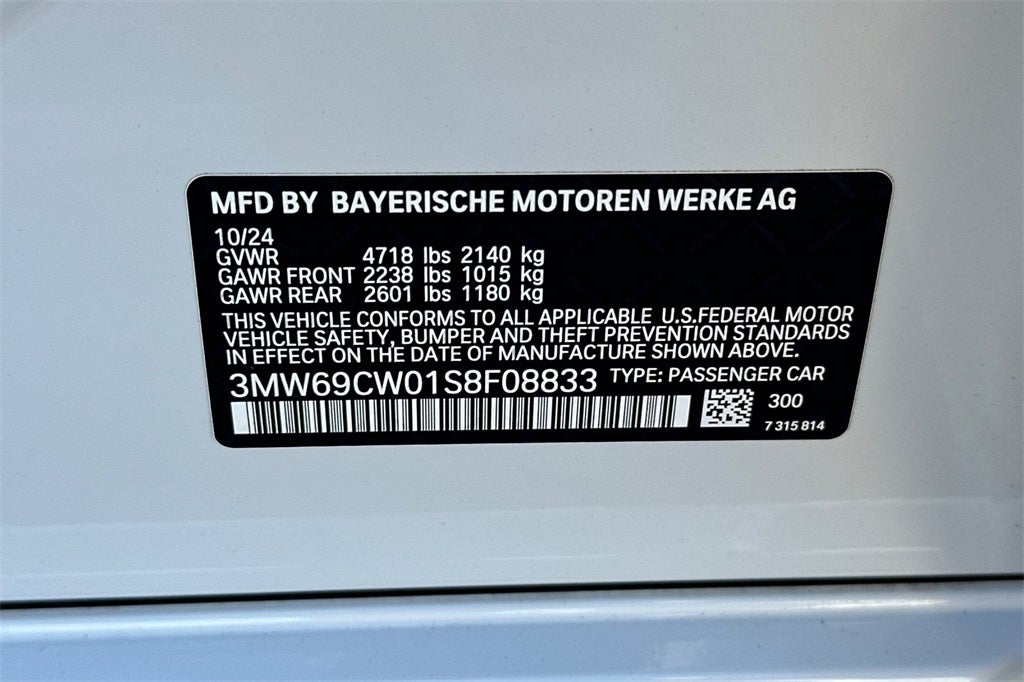 MFD BY BAYERISCHE MOTOREN WERKE AG
10/24
GVWR 4718 lbs 2140 kg
GAWR FRONT 2238 lbs 1015 kg
GAWR REAR 2601 lbs 1180 kg
THIS VEHICLE CONFORMS TO ALL APPLICABLE U.S.FEDERAL MOTOR
VEHICLE SAFETY, BUMPER AND THEFT PREVENTION STANDARDS
IN EFFECT ON THE DATE OF MANUFACTURE SHOWN ABOVE.
3MW69CW01S8F08833 TYPE: PASSENGER CAR
300
7 315 814